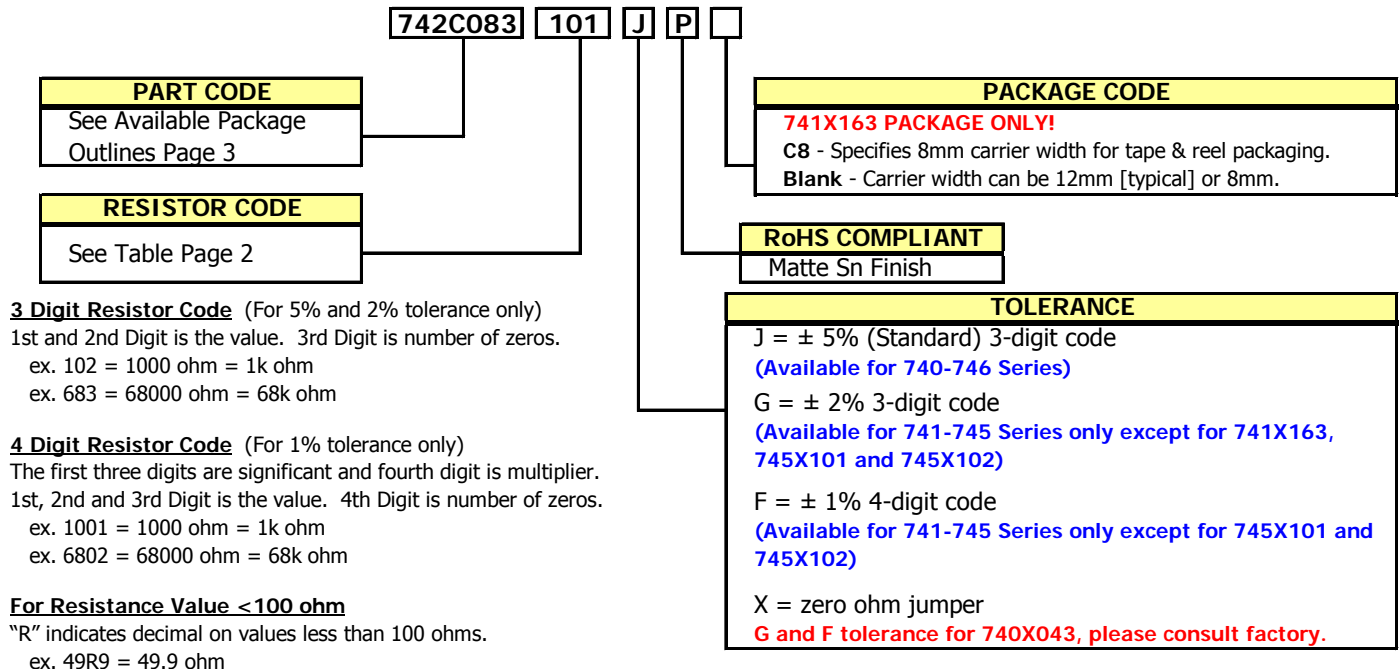 742C083 101 J P
PART CODE
See Available Package
Outlines Page 3
RESISTOR CODE
See Table Page 2
PACKAGE CODE
741X163 PACKAGE ONLY!
C8 - Specifies 8mm carrier width for tape & reel packaging.
Blank - Carrier width can be 12mm [typical] or 8mm.
RoHS COMPLIANT
Matte Sn Finish
3 Digit Resistor Code (For 5% and 2% tolerance only)
1st and 2nd Digit is the value. 3rd Digit is number of zeros.
ex. 102 = 1000 ohm = 1k ohm
ex. 683 = 68000 ohm = 68k ohm
4 Digit Resistor Code (For 1% tolerance only)
The first three digits are significant and fourth digit is multiplier.
1st, 2nd and 3rd Digit is the value. 4th Digit is number of zeros.
ex. 1001 = 1000 ohm = 1k ohm
ex. 6802 = 68000 ohm = 68k ohm
For Resistance Value <100 ohm
"R" indicates decimal on values less than 100 ohms.
ex. 49R9 = 49.9 ohm
TOLERANCE
J = ± 5% (Standard) 3-digit code
(Available for 740-746 Series)
G = ± 2% 3-digit code
(Available for 741-745 Series only except for 741X163,
745X101 and 745X102)
F = ± 1% 4-digit code
(Available for 741-745 Series only except for 745X101 and
745X102)
X = zero ohm jumper
G and F tolerance for 740X043, please consult factory.